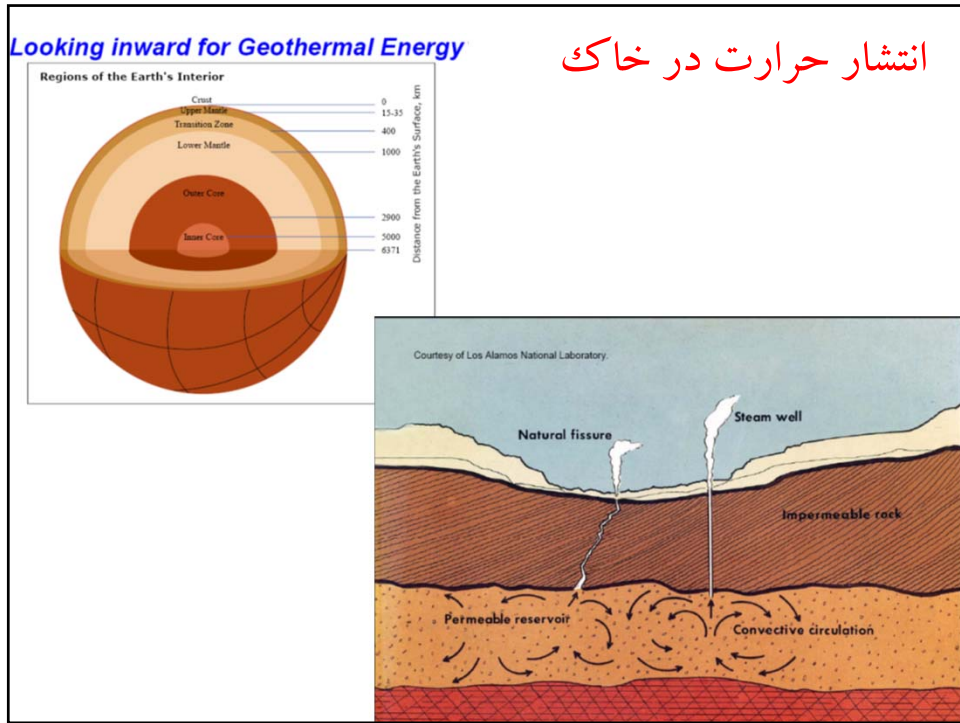 Looking inward for Geothermal Energy
انتشار حرارت در خاک
Regions of the Earth's Interior
Crust
Upper Mantle
Transition Zone
Lower Mantle
Outer Core
Inner Core
0
15-35
400
1000
2900
5000
6371
Distance from the Earth's Surface, km
Courtesy of Los Alamos National Laboratory.
Natural fissure
Steam well
Impermeable rock
Permeable reservoir
Convective circulation